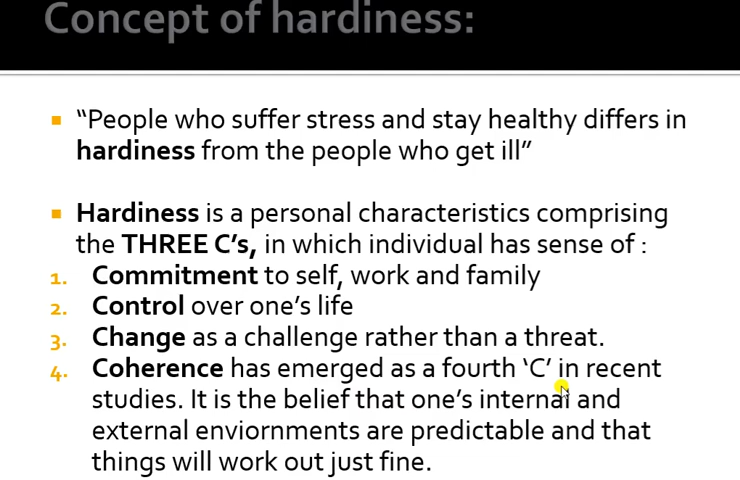 Concept of hardiness:
▪ “People who suffer stress and stay healthy differs in
hardiness from the people who get ill”
▪ Hardiness is a personal characteristics comprising
the THREE C’s, in which individual has sense of :
1. Commitment to self, work and family
2. Control over one’s life
3. Change as a challenge rather than a threat.
4. Coherence has emerged as a fourth ‘C’ in recent
studies. It is the belief that one’s internal and
external enviornments are predictable and that
things will work out just fine.